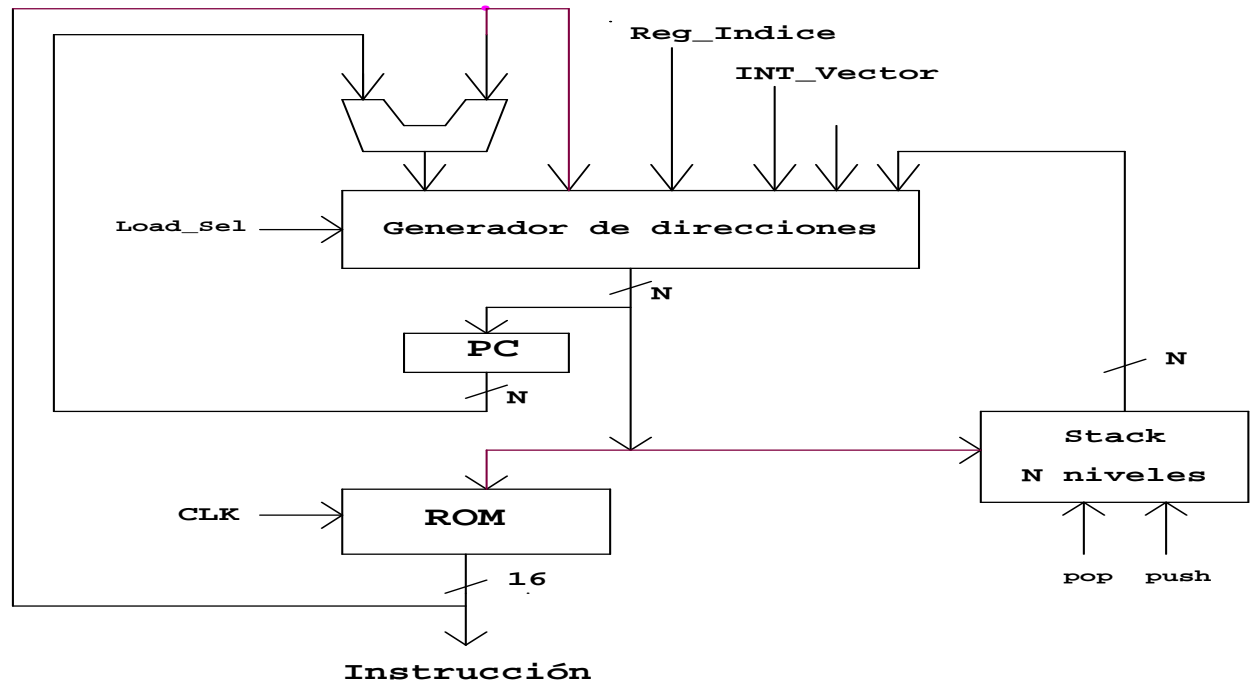 Reg_Indice
INT_Vector
Load_Sel
Generador de direcciones
N
PC
N
N
Stack
N niveles
CLK
ROM
16
pop push
Instrucción